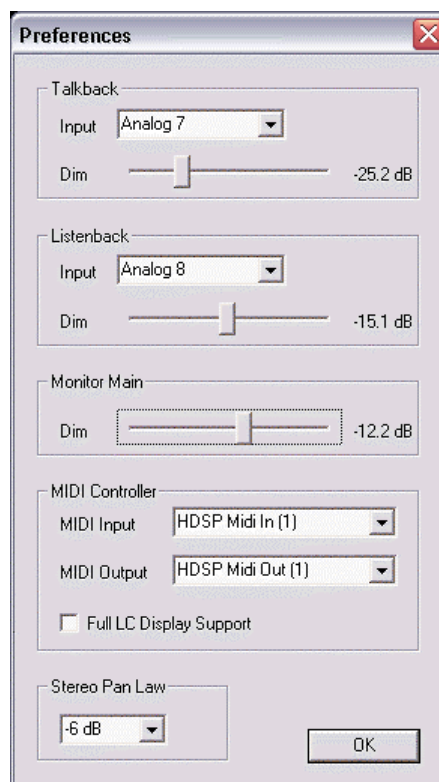 Preferences
Talkback
Input Analog 7
Dim -25.2 dB
Listenback
Input Analog 8
Dim -15.1 dB
Monitor Main
Dim -12.2 dB
MIDI Controller
MIDI Input HDSP Midi In (1)
MIDI Output HDSP Midi Out (1)
Full LC Display Support
Stereo Pan Law
-6 dB
OK